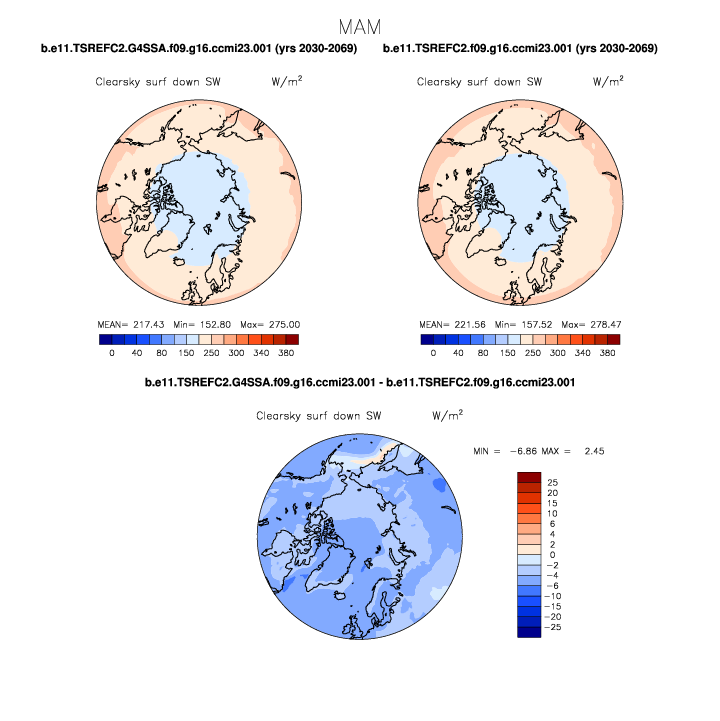 MAM
b.e11.TSREFC2.G4SSA.f09.g16.ccmi23.001 (yrs 2030-2069) b.e11.TSREFC2.f09.g16.ccmi23.001 (yrs 2030-2069)
Clearsky surf down SW W/m² Clearsky surf down SW W/m²
MEAN= 217.43 Min= 152.80 Max= 275.00 MEAN= 221.56 Min= 157.52 Max= 278.47
0 40 80 150 200 250 300 340 380 0 40 80 150 200 250 300 340 380
b.e11.TSREFC2.G4SSA.f09.g16.ccmi23.001 - b.e11.TSREFC2.f09.g16.ccmi23.001
Clearsky surf down SW W/m²
MIN = -6.86 MAX = 2.45
25
20
15
10
6
4
2
0
-2
-4
-6
-10
-15
-20
-25